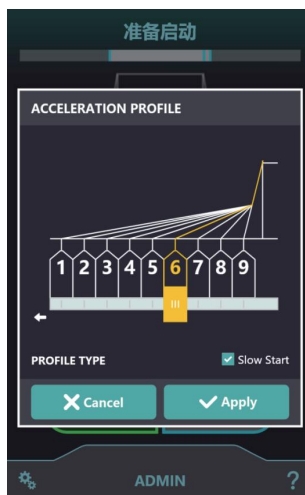 准备启动
ACCELERATION PROFILE
1 2 3 4 5 6 7 8 9
PROFILE TYPE
Slow Start
Cancel
Apply
ADMIN
?